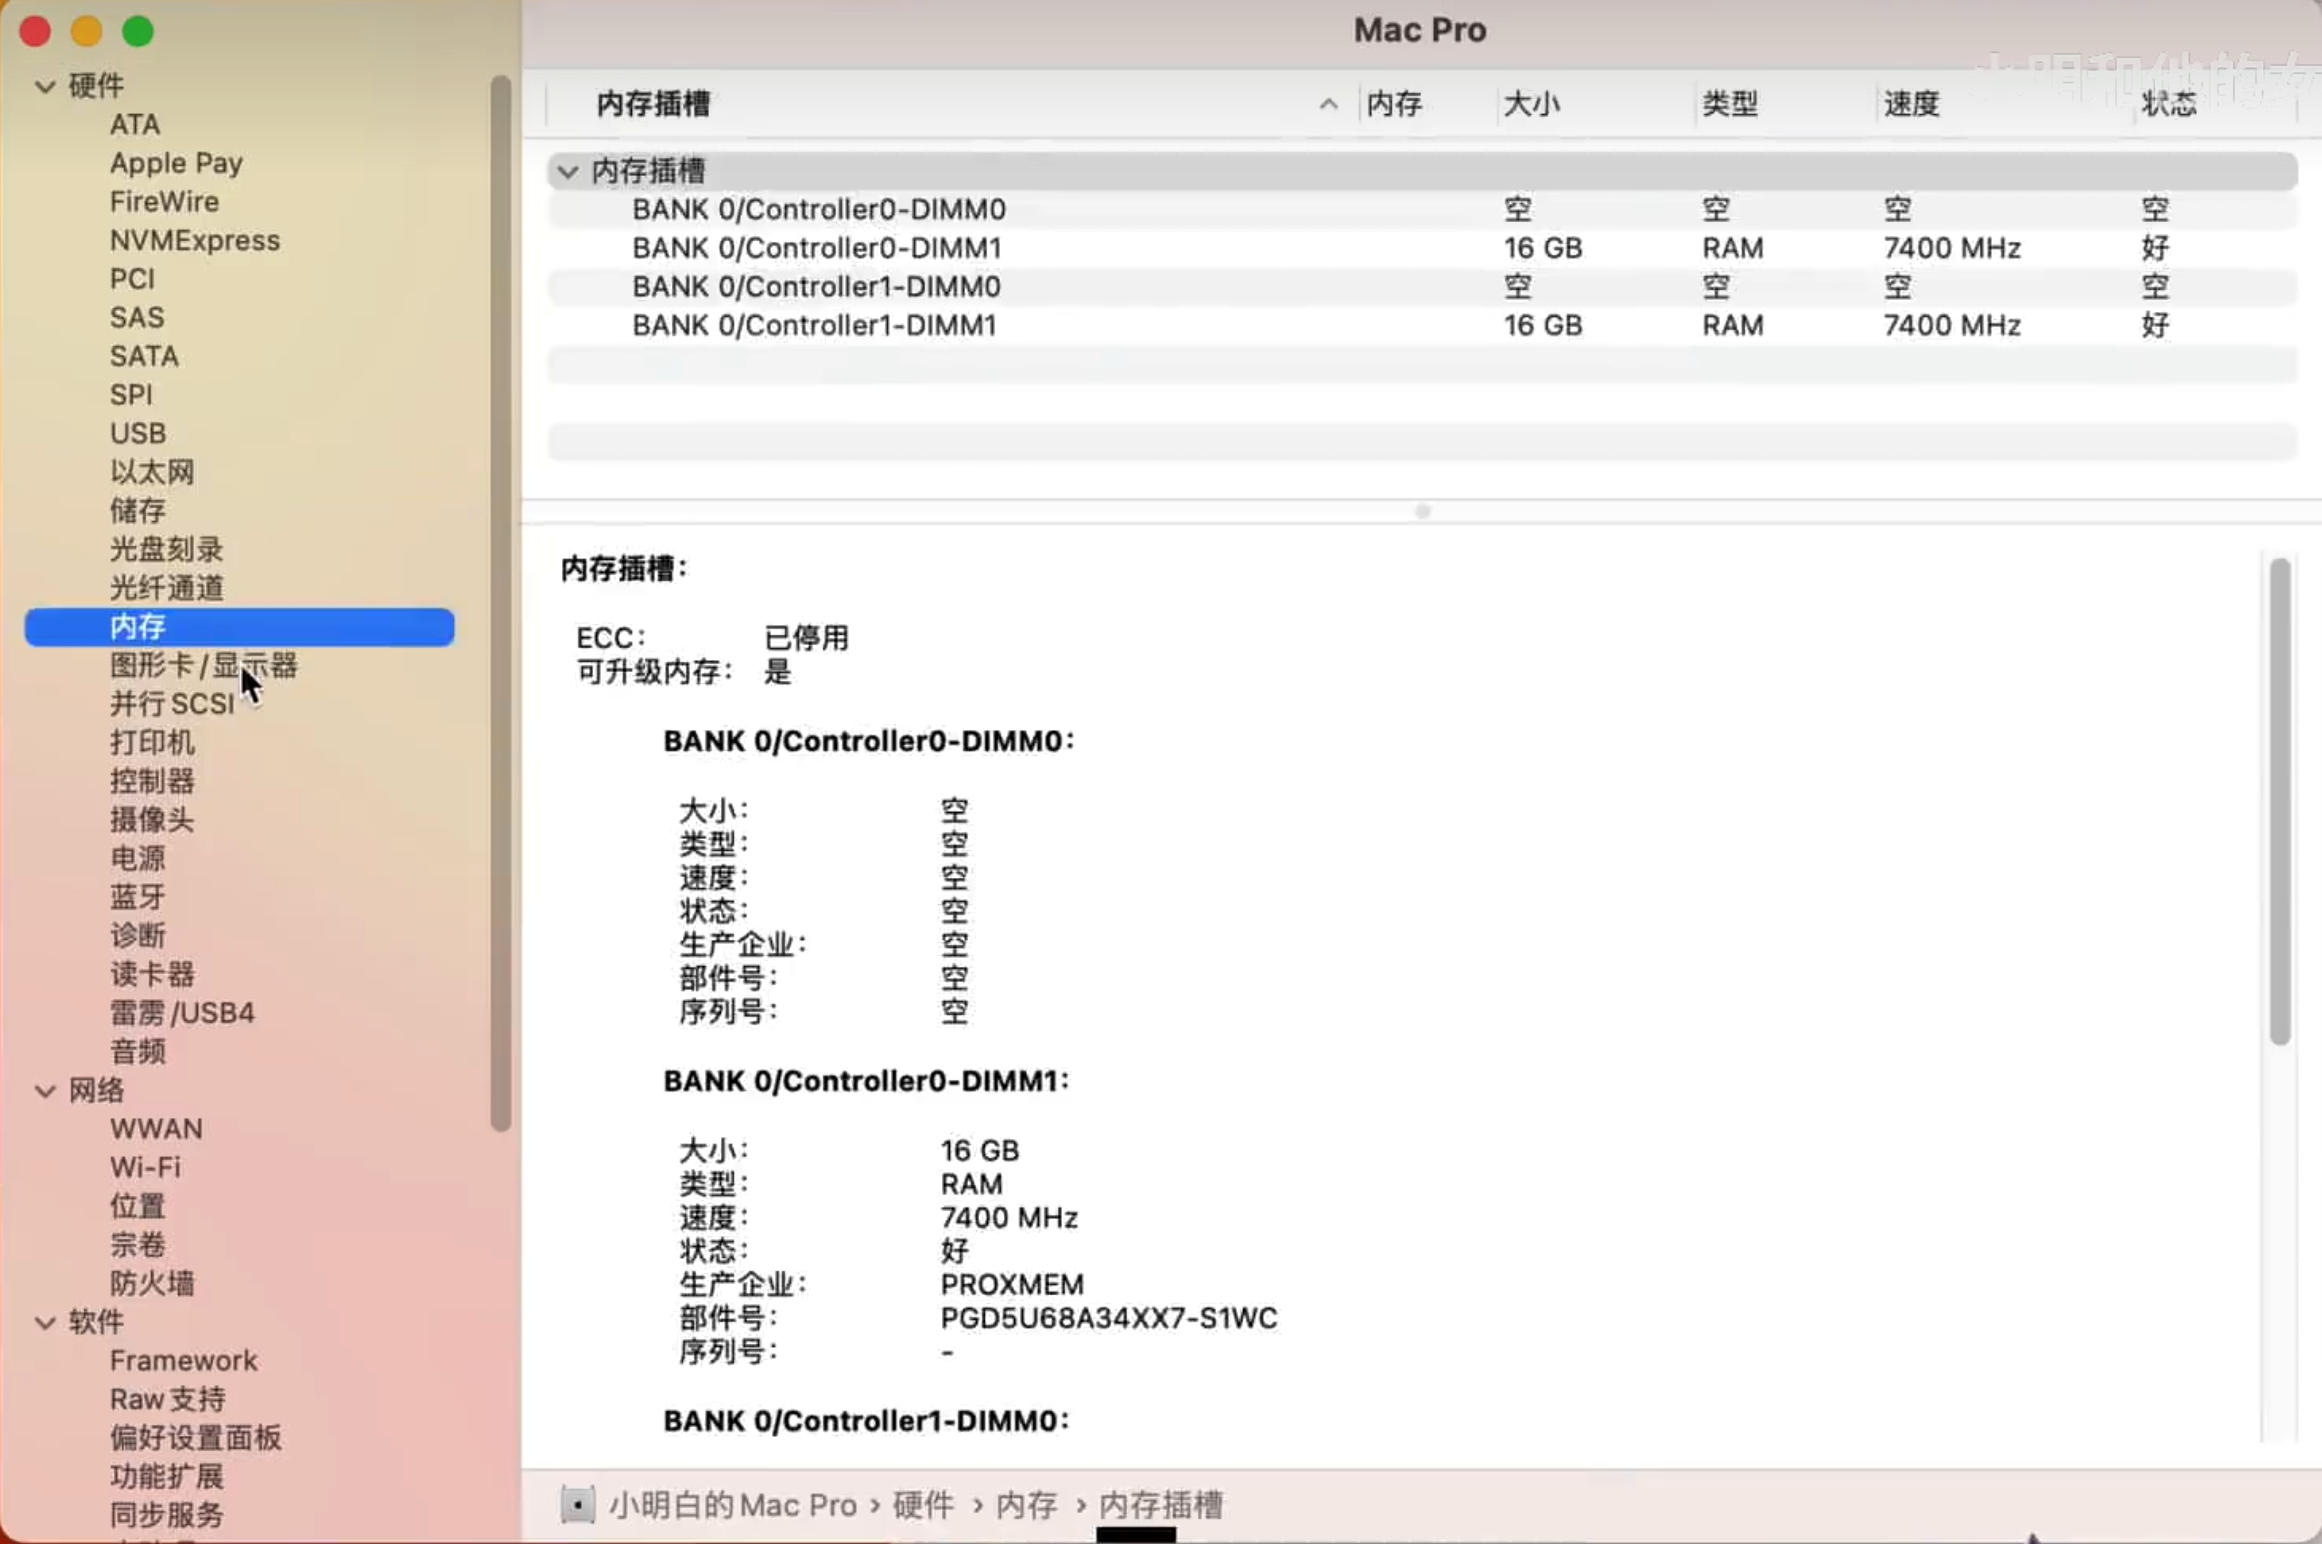 Mac Pro
硬件
ATA
Apple Pay
FireWire
NVMExpress
PCI
SAS
SATA
SPI
USB
以太网
储存
光盘刻录
光纤通道
内存
图形卡/显示器
并行SCSI
打印机
控制器
摄像头
电源
蓝牙
诊断
读卡器
雷雳/USB4
音频
网络
WWAN
Wi-Fi
位置
宗卷
防火墙
软件
Framework
Raw支持
偏好设置面板
功能扩展
同步服务
内存插槽 内存 大小 类型 速度 状态
内存插槽
BANK 0/Controller0-DIMM0 空 空 空 空
BANK 0/Controller0-DIMM1 16 GB RAM 7400 MHz 好
BANK 0/Controller1-DIMM0 空 空 空 空
BANK 0/Controller1-DIMM1 16 GB RAM 7400 MHz 好
内存插槽：
ECC： 已停用
可升级内存： 是
BANK 0/Controller0-DIMM0：
大小： 空
类型： 空
速度： 空
状态： 空
生产企业： 空
部件号： 空
序列号： 空
BANK 0/Controller0-DIMM1：
大小： 16 GB
类型： RAM
速度： 7400 MHz
状态： 好
生产企业： PROXMEM
部件号： PGD5U68A34XX7-S1WC
序列号： -
BANK 0/Controller1-DIMM0：
小明白的Mac Pro › 硬件 › 内存 › 内存插槽